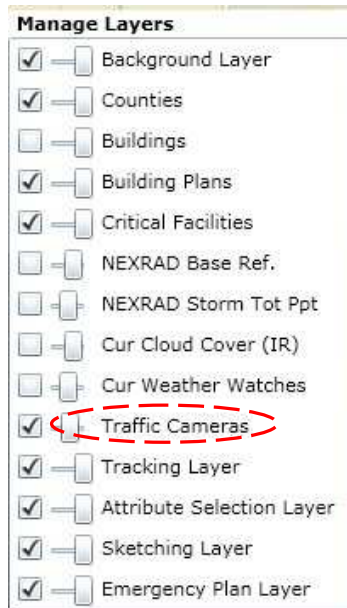 Manage Layers
Background Layer
Counties
Buildings
Building Plans
Critical Facilities
NEXRAD Base Ref.
NEXRAD Storm Tot Ppt
Cur Cloud Cover (IR)
Cur Weather Watches
Traffic Cameras
Tracking Layer
Attribute Selection Layer
Sketching Layer
Emergency Plan Layer